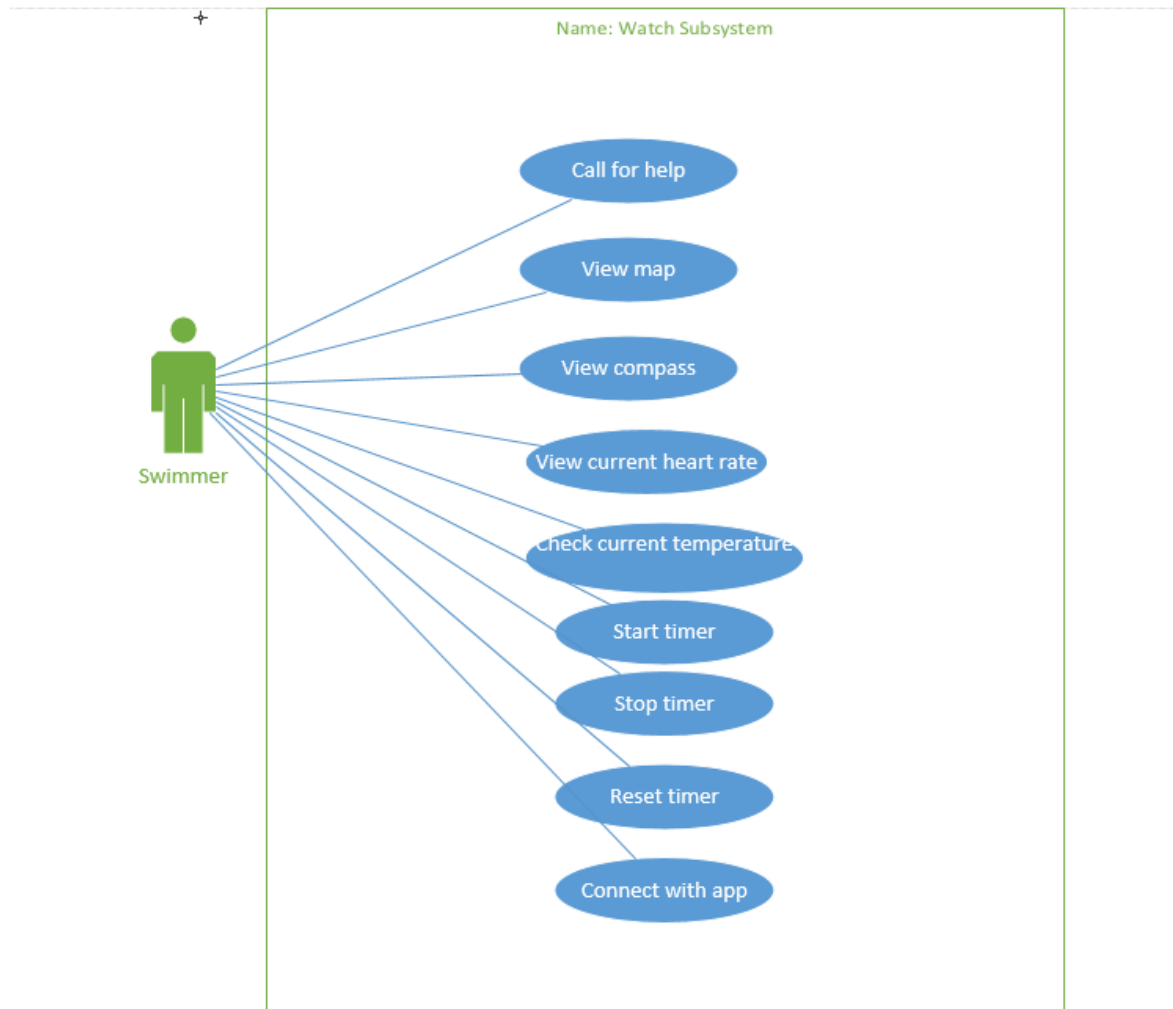 Name: Watch Subsystem
Call for help
View map
View compass
View current heart rate
Swimmer
Check current temperature
Start timer
Stop timer
Reset timer
Connect with app